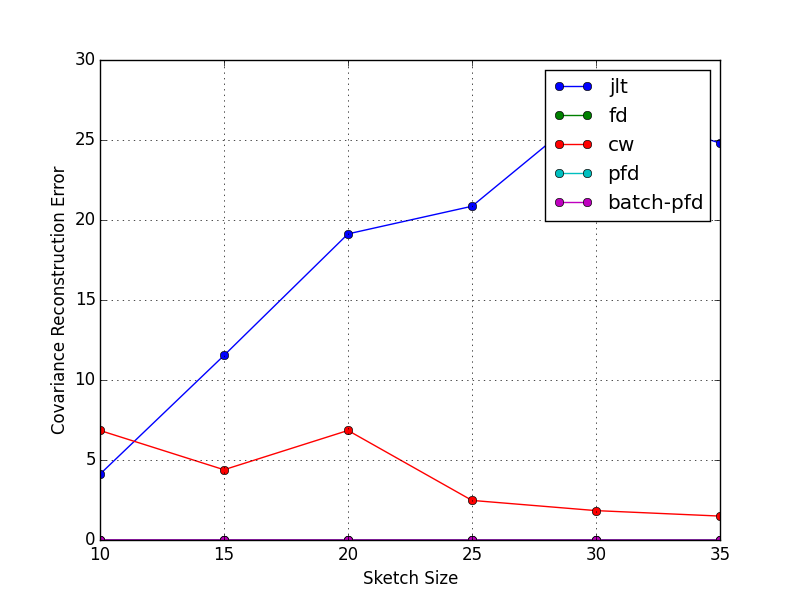 30
25
20
15
10
5
0
10 15 20 25 30 35
Covariance Reconstruction Error
Sketch Size
jlt
fd
cw
pfd
batch-pfd